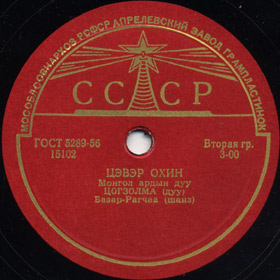 МОСОБЛСОВНАРХОЗ РСФСР АПРЕЛЕВСКИЙ ЗАВОД ГРАМПЛАСТИНОК
СССР
ГОСТ 5289-56
15102
Вторая гр.
3-00
ЦЭВЭР ОХИН
Монгол ардын дуу
ЦОГЗОЛМА (дуу)
Базар-Рагчаа (шанз)